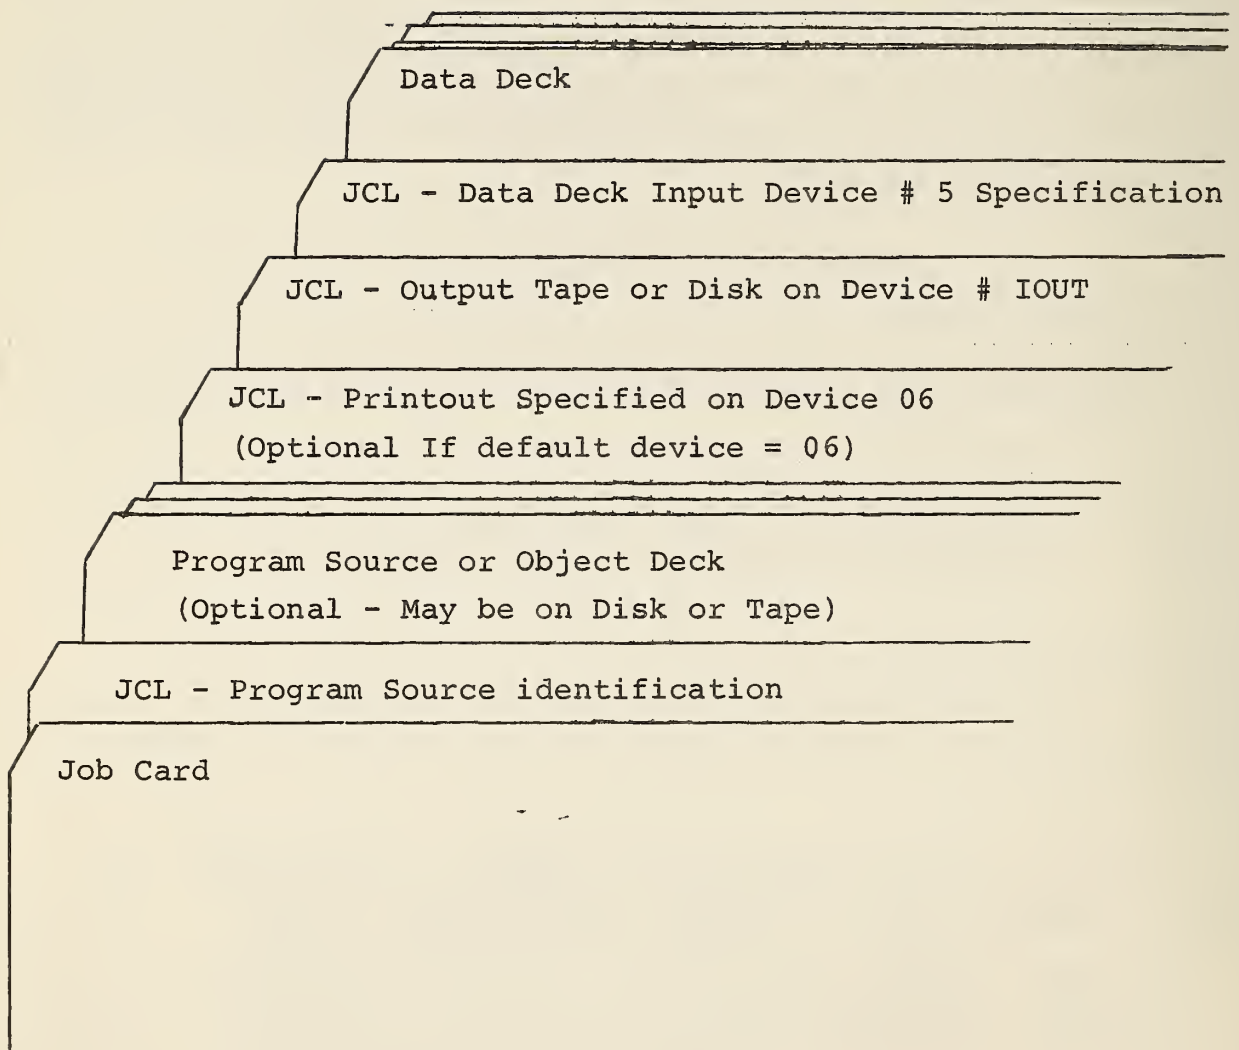 Data Deck
JCL - Data Deck Input Device # 5 Specification
JCL - Output Tape or Disk on Device # IOUT
JCL - Printout Specified on Device 06
(Optional If default device = 06)
Program Source or Object Deck
(Optional - May be on Disk or Tape)
JCL - Program Source identification
Job Card